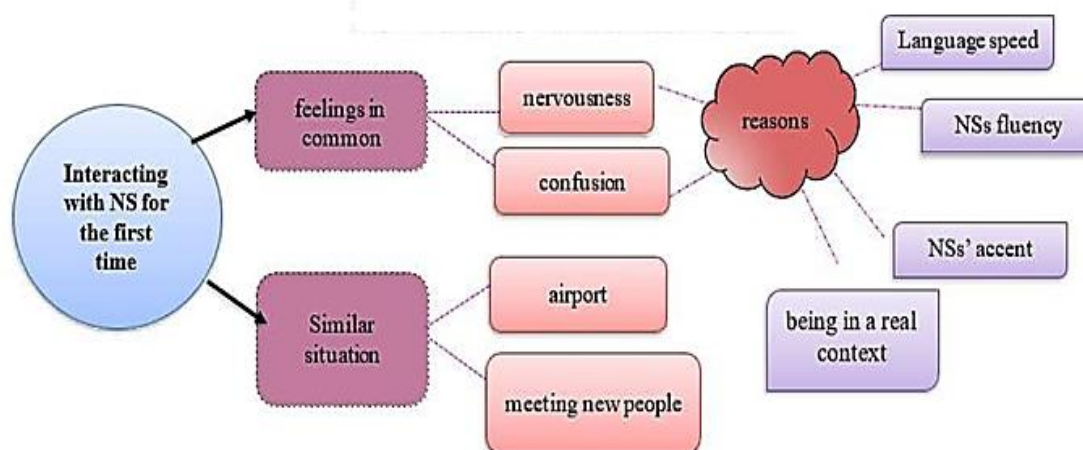 Interacting
with NS for
the first
time
feelings in
common
nervousness
confusion
reasons
Language speed
NSs fluency
NSs' accent
being in a real
context
Similar
situation
airport
meeting new people